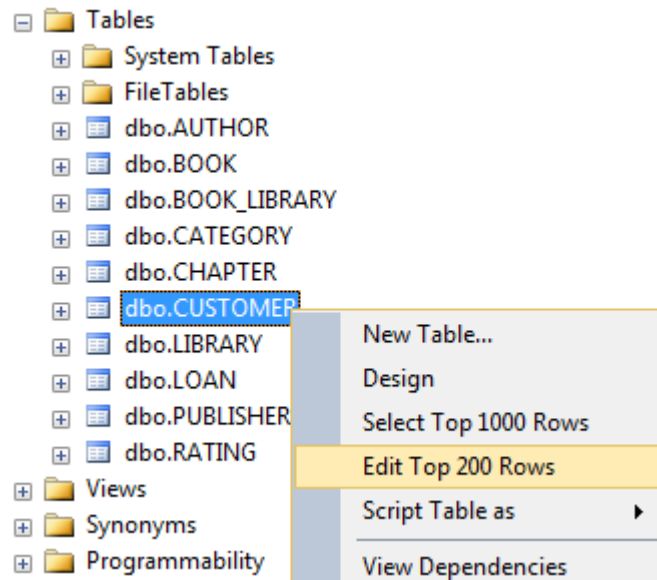 Tables
System Tables
FileTables
dbo.AUTHOR
dbo.BOOK
dbo.BOOK_LIBRARY
dbo.CATEGORY
dbo.CHAPTER
dbo.CUSTOMER
dbo.LIBRARY
dbo.LOAN
dbo.PUBLISHER
dbo.RATING
Views
Synonyms
Programmability
New Table...
Design
Select Top 1000 Rows
Edit Top 200 Rows
Script Table as
View Dependencies